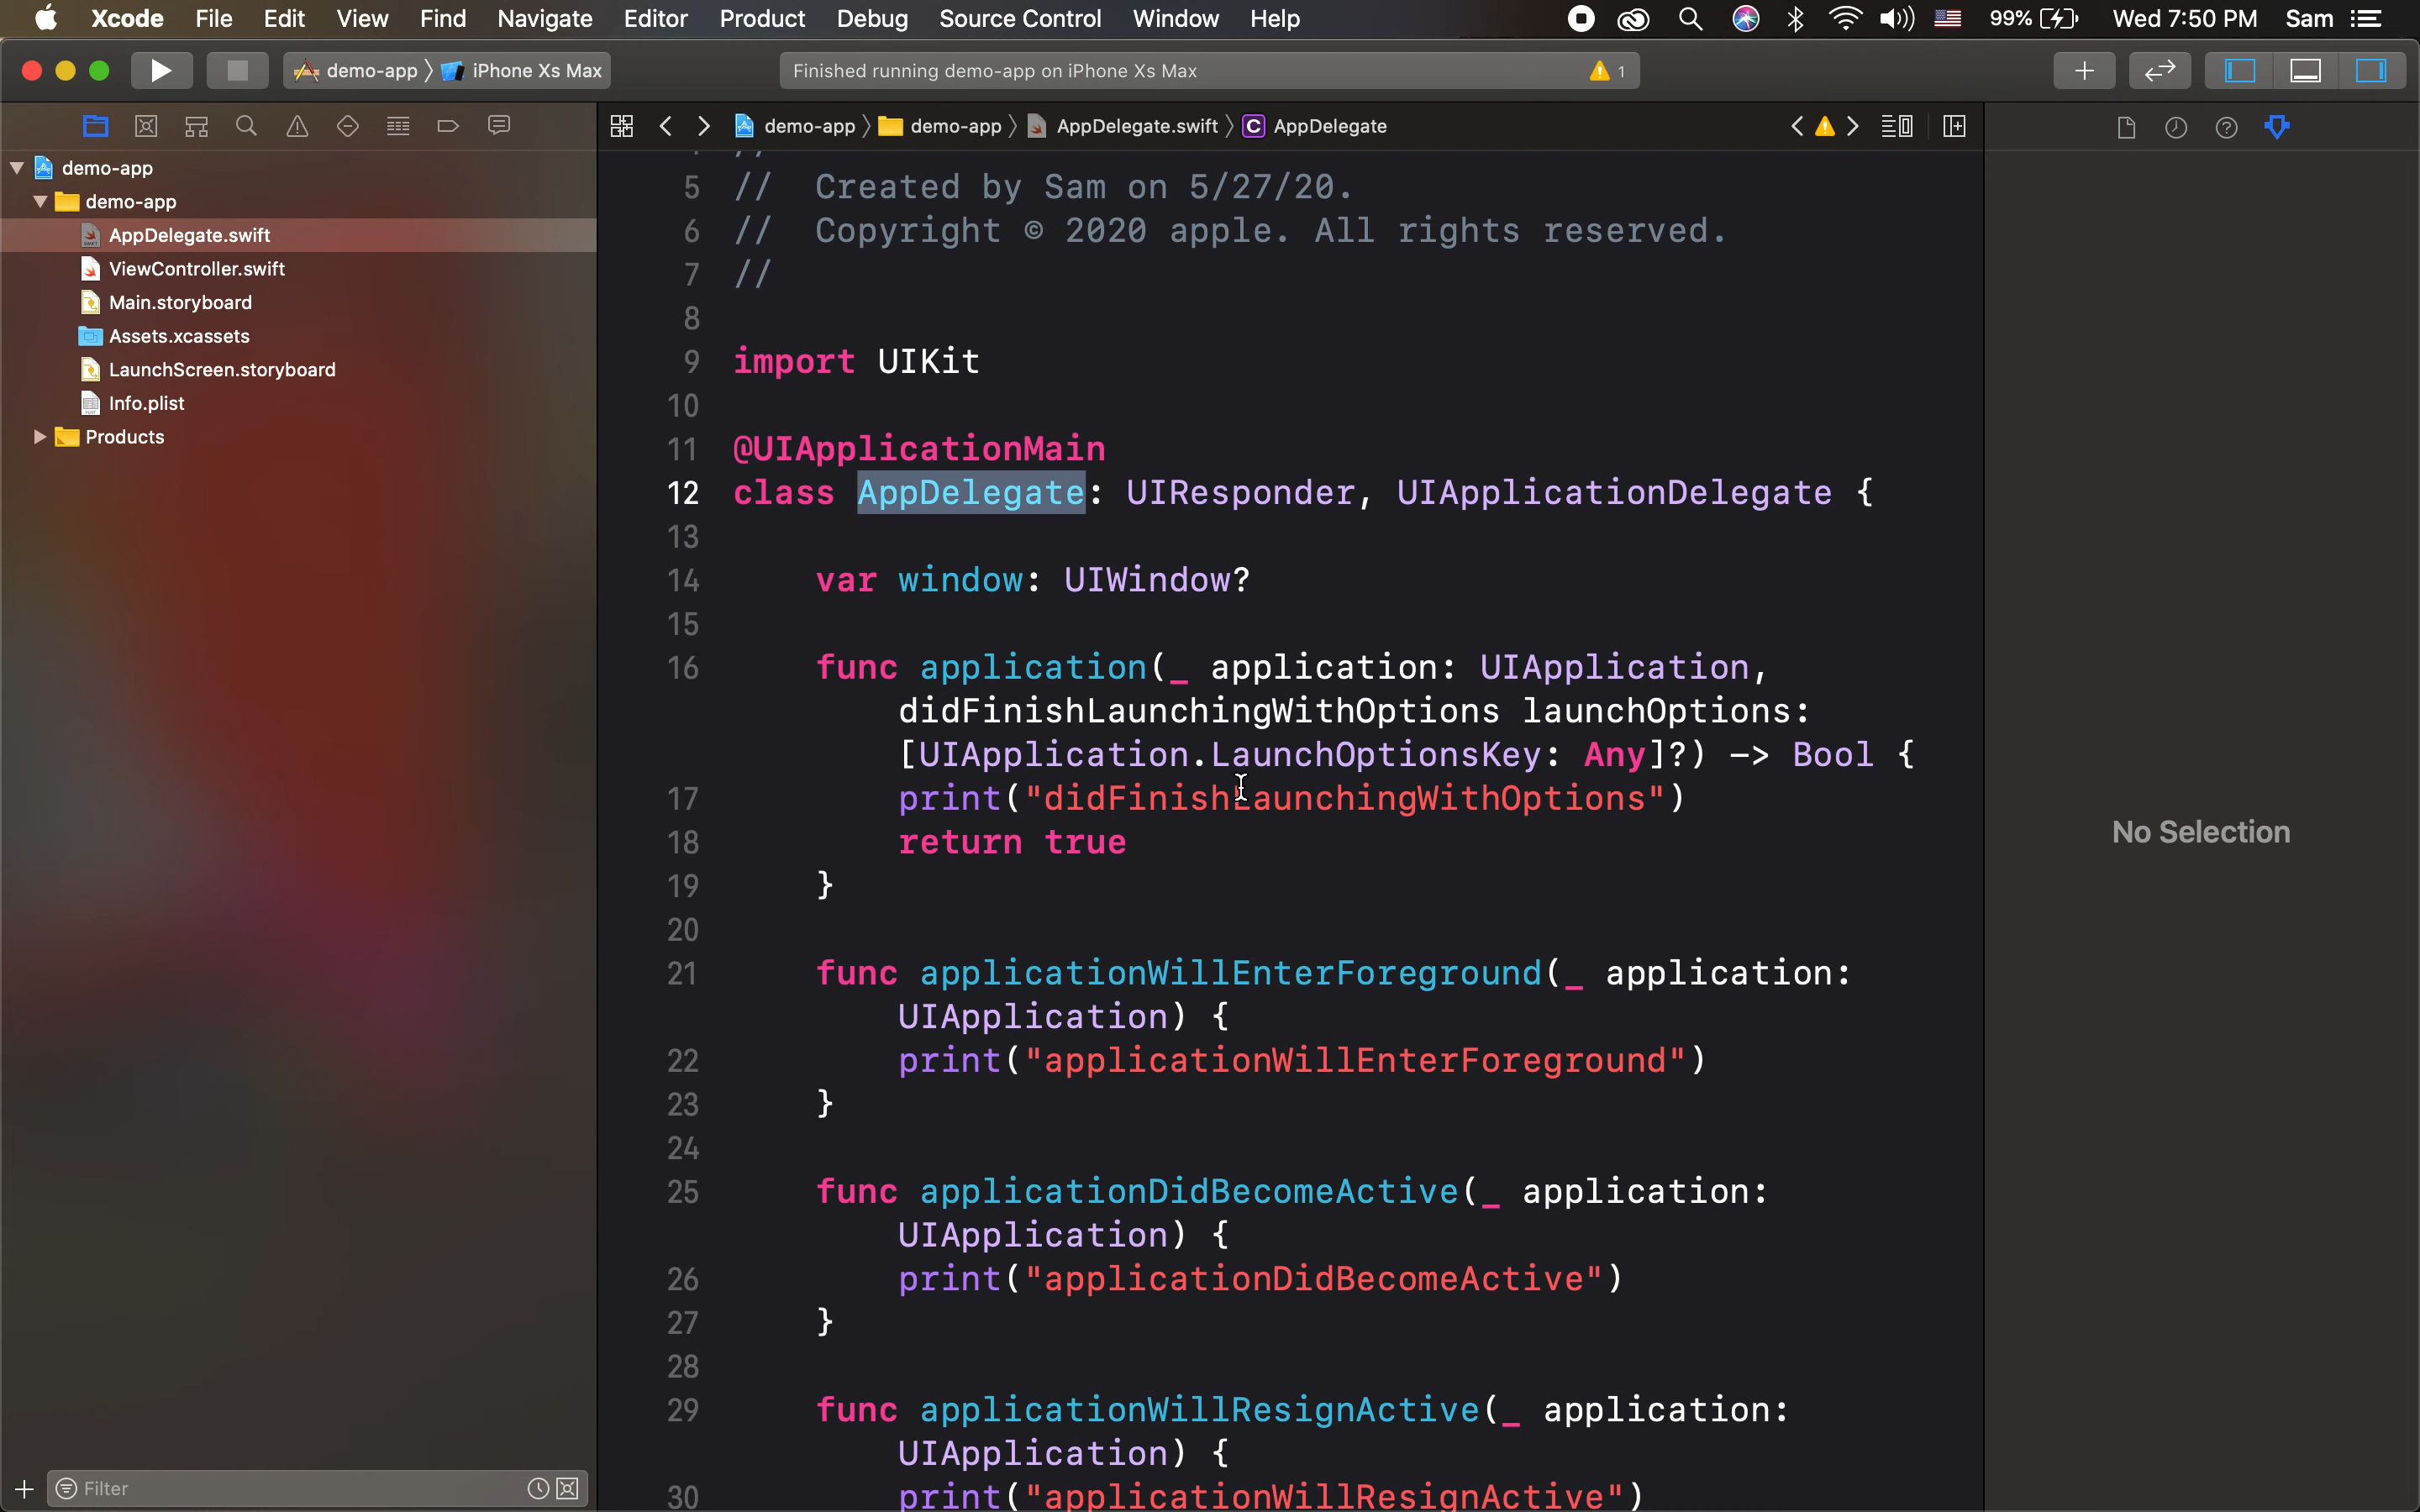 Xcode File Edit View Find Navigate Editor Product Debug Source Control Window Help 99% Wed 7:50 PM Sam
demo-app iPhone Xs Max Finished running demo-app on iPhone Xs Max 1
demo-app demo-app AppDelegate.swift C AppDelegate
demo-app
demo-app
AppDelegate.swift
ViewController.swift
Main.storyboard
Assets.xcassets
LaunchScreen.storyboard
Info.plist
Products
Filter
5 // Created by Sam on 5/27/20.
6 // Copyright © 2020 apple. All rights reserved.
7 //
8
9 import UIKit
10
11 @UIApplicationMain
12 class AppDelegate: UIResponder, UIApplicationDelegate {
13
14 var window: UIWindow?
15
16 func application(_ application: UIApplication,
didFinishLaunchingWithOptions launchOptions:
[UIApplication.LaunchOptionsKey: Any]?) -> Bool {
17 print("didFinishLaunchingWithOptions")
18 return true
19 }
20
21 func applicationWillEnterForeground(_ application:
UIApplication) {
22 print("applicationWillEnterForeground")
23 }
24
25 func applicationDidBecomeActive(_ application:
UIApplication) {
26 print("applicationDidBecomeActive")
27 }
28
29 func applicationWillResignActive(_ application:
UIApplication) {
30 print("applicationWillResignActive")
No Selection